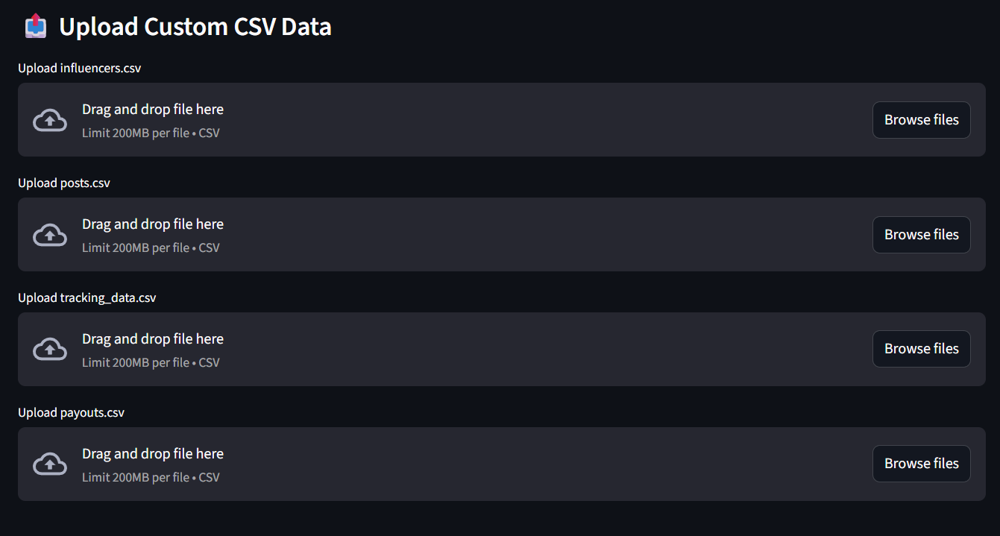 Upload Custom CSV Data
Upload influencers.csv
Drag and drop file here
Limit 200MB per file • CSV
Browse files
Upload posts.csv
Drag and drop file here
Limit 200MB per file • CSV
Browse files
Upload tracking_data.csv
Drag and drop file here
Limit 200MB per file • CSV
Browse files
Upload payouts.csv
Drag and drop file here
Limit 200MB per file • CSV
Browse files